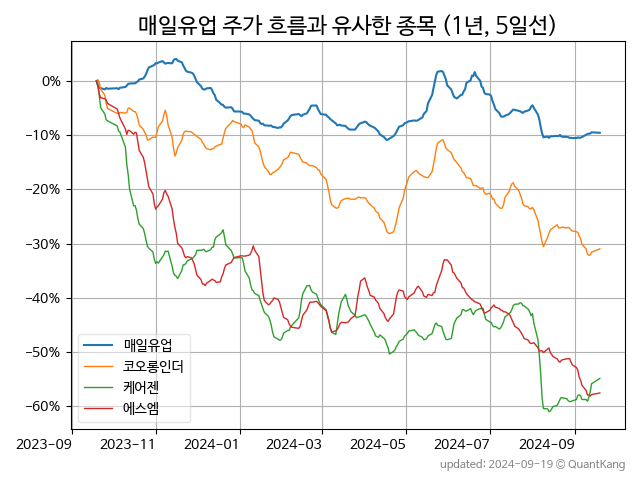 매일유업 주가 흐름과 유사한 종목 (1년, 5일선)
0%
−10%
−20%
−30%
−40%
−50%
−60%
매일유업
코오롱인더
케어젠
에스엠
2023-09 2023-11 2024-01 2024-03 2024-05 2024-07 2024-09
updated: 2024-09-19 © QuantKang